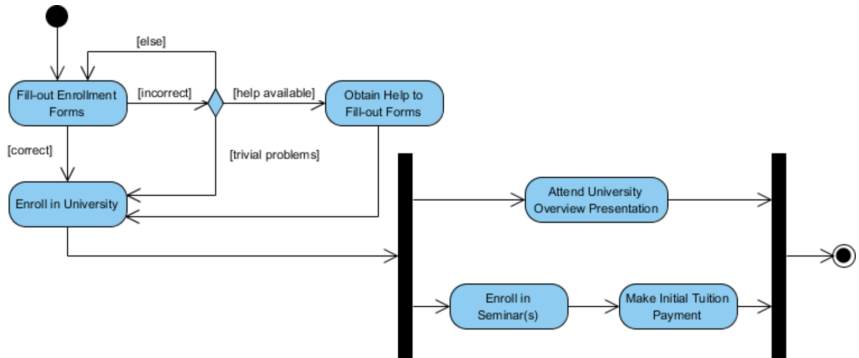 [else]
Fill-out Enrollment
Forms
[incorrect]
[help available]
Obtain Help to
Fill-out Forms
[correct]
[trivial problems]
Enroll in University
Attend University
Overview Presentation
Enroll in
Seminar(s)
Make Initial Tuition
Payment